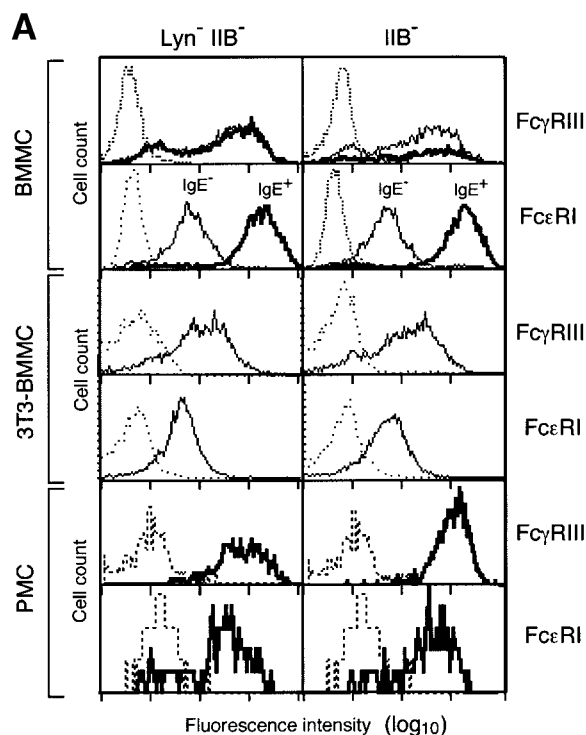 A
Lyn⁻ IIB⁻
IIB⁻
BMMC
Cell count
FcγRIII
IgE⁻
IgE⁺
IgE⁻
IgE⁺
FcεRI
3T3-BMMC
Cell count
FcγRIII
FcεRI
PMC
Cell count
FcγRIII
FcεRI
Fluorescence intensity (log₁₀)